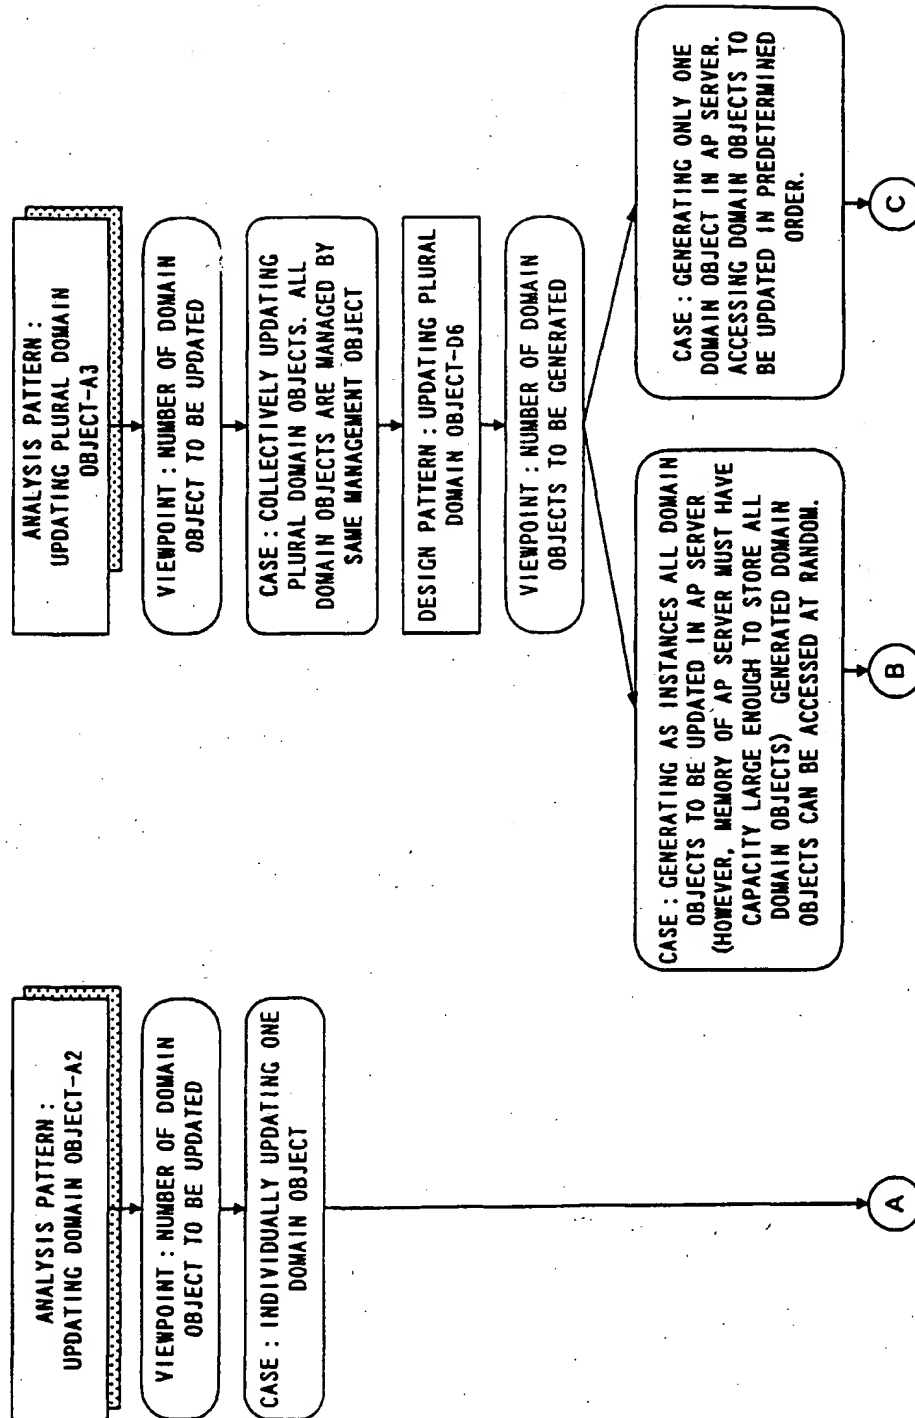 ANALYSIS PATTERN :
UPDATING DOMAIN OBJECT-A2
VIEWPOINT : NUMBER OF DOMAIN
OBJECT TO BE UPDATED
CASE : INDIVIDUALLY UPDATING ONE
DOMAIN OBJECT
A
ANALYSIS PATTERN :
UPDATING PLURAL DOMAIN
OBJECT-A3
VIEWPOINT : NUMBER OF DOMAIN
OBJECT TO BE UPDATED
CASE : COLLECTIVELY UPDATING
PLURAL DOMAIN OBJECTS. ALL
DOMAIN OBJECTS ARE MANAGED BY
SAME MANAGEMENT OBJECT
DESIGN PATTERN : UPDATING PLURAL
DOMAIN OBJECT-D6
VIEWPOINT : NUMBER OF DOMAIN
OBJECTS TO BE GENERATED
CASE : GENERATING AS INSTANCES ALL DOMAIN
OBJECTS TO BE UPDATED IN AP SERVER
(HOWEVER, MEMORY OF AP SERVER MUST HAVE
CAPACITY LARGE ENOUGH TO STORE ALL
DOMAIN OBJECTS) GENERATED DOMAIN
OBJECTS CAN BE ACCESSED AT RANDOM.
B
CASE : GENERATING ONLY ONE
DOMAIN OBJECT IN AP SERVER.
ACCESSING DOMAIN OBJECTS TO
BE UPDATED IN PREDETERMINED
ORDER.
C